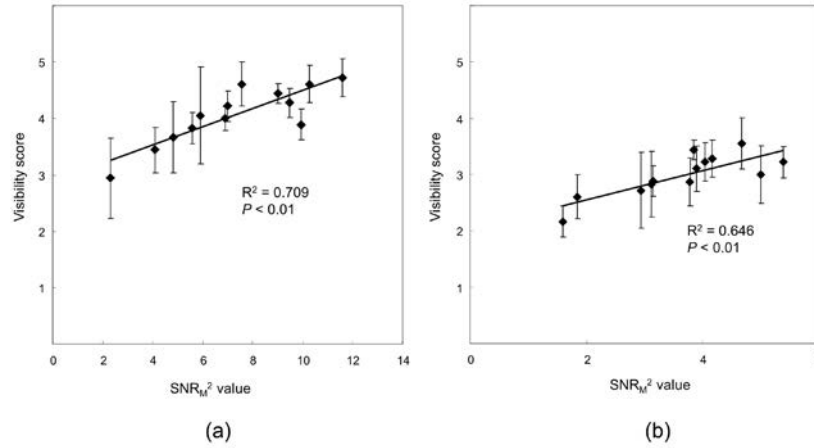 5
4
3
2
1
Visibility score
R² = 0.709
P < 0.01
0 2 4 6 8 10 12 14
SNR_M² value
(a)
5
4
3
2
1
Visibility score
R² = 0.646
P < 0.01
0 2 4
SNR_M² value
(b)